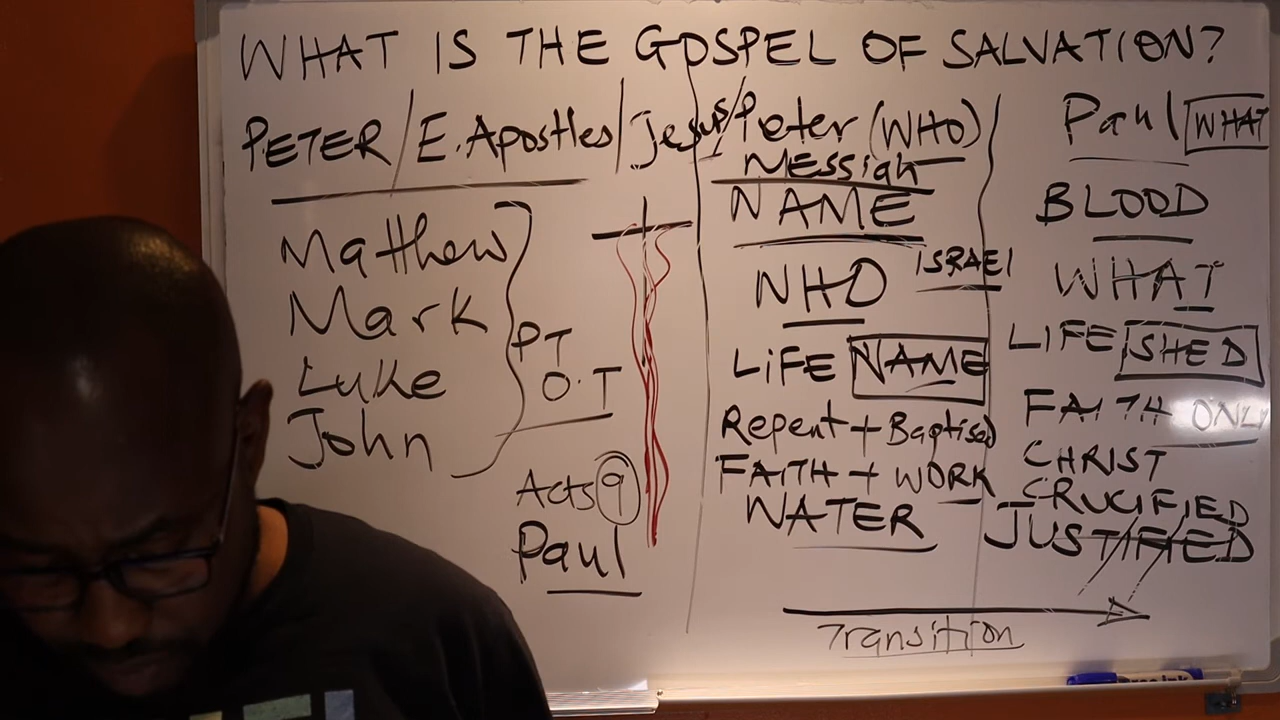 WHAT IS THE GOSPEL OF SALVATION?
PETER/E.Apostles/Jesus/
Matthew
Mark
Luke
John
PT
O.T
Acts 9
Paul
Peter (WHO)
MESSiah
NAME
WHO
ISRAEL
LiFE NAME
Repent + Baptised
FAITH + WORK
WATER
Paul WHAT
BLOOD
WHAT
LIFE SHED
FAITH ONLY
CHRIST
CRUCIFIED
JUSTIFIED
Transition